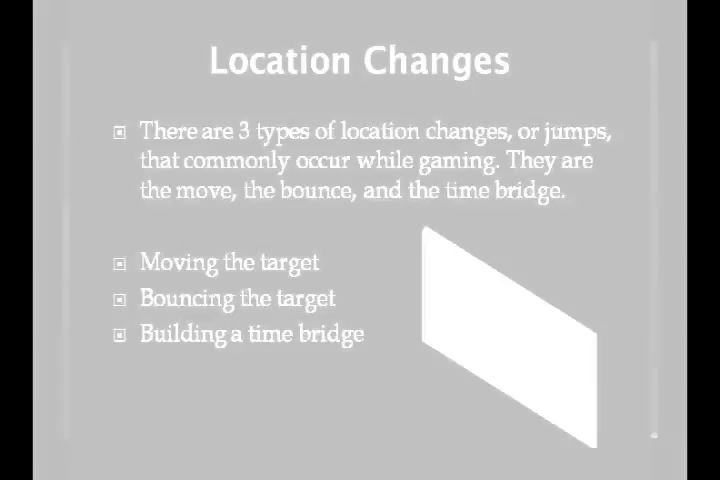 Location Changes
There are 3 types of location changes, or jumps,
that commonly occur while gaming. They are
the move, the bounce, and the time bridge.
Moving the target
Bouncing the target
Building a time bridge